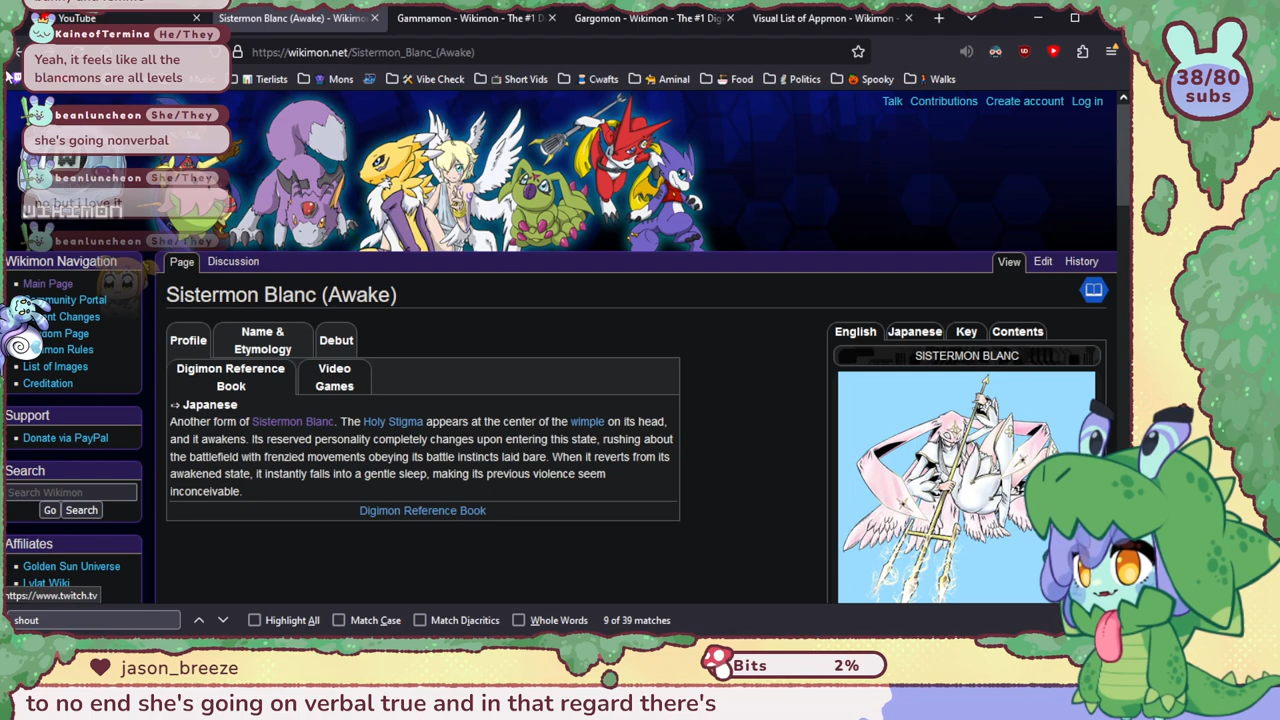 YouTube
Sistermon Blanc (Awake) - Wikimon
Gammamon - Wikimon - The #1 D
Gargomon - Wikimon - The #1 Dig
Visual List of Appmon - Wikimon -
KaineofTermina He/They
https://wikimon.net/Sistermon_Blanc_(Awake)
Yeah, it feels like all the
blancmons are all levels
Tierlists
Mons
Vibe Check
Short Vids
Cwafts
Aminal
Food
Politics
Spooky
Walks
38/80
subs
Talk Contributions Create account Log in
beanluncheon She/They
she's going nonverbal
beanluncheon She/They
no but i love it
WIKIMON
beanluncheon She/They
Wikimon Navigation
Page Discussion View Edit History
Main Page
Community Portal
Sistermon Blanc (Awake)
List of Images
Creditation
Profile
Name &
Etymology
Debut
Digimon Reference
Book
Video
Games
English Japanese Key Contents
SISTERMON BLANC
⇨ Japanese
Another form of Sistermon Blanc. The Holy Stigma appears at the center of the wimple on its head,
and it awakens. Its reserved personality completely changes upon entering this state, rushing about
the battlefield with frenzied movements obeying its battle instincts laid bare. When it reverts from its
awakened state, it instantly falls into a gentle sleep, making its previous violence seem
inconceivable.
Digimon Reference Book
Support
Donate via PayPal
Search
Search Wikimon
Go Search
Affiliates
Golden Sun Universe
Lylat Wiki
https://www.twitch.tv
shout
Highlight All
Match Case
Match Diacritics
Whole Words
9 of 39 matches
jason_breeze
Bits 2%
to no end she's going on verbal true and in that regard there's